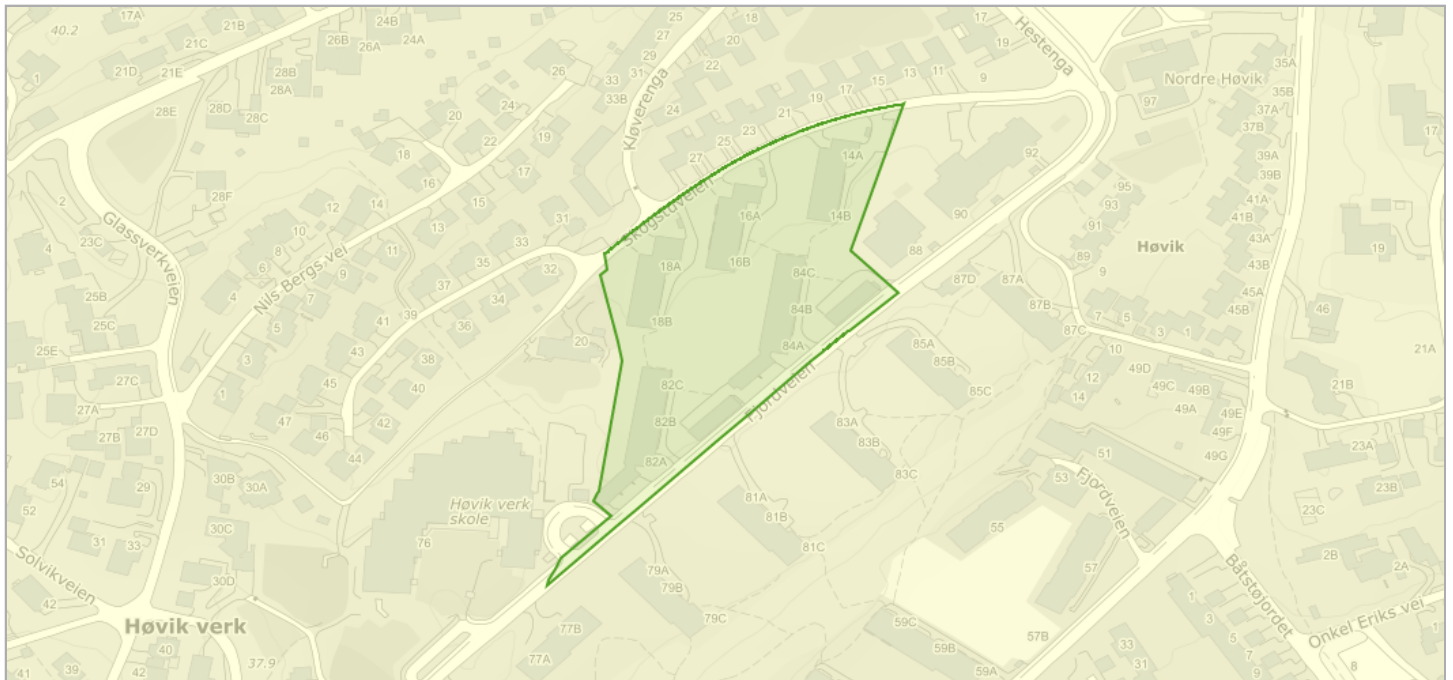 17A
21B
24B
25
18
17
40.2
21C
26B
26A
24A
27
20
19
Hestenga
29
1
21D
21E
28B
28A
26
33
31
22
15
13
11
9
Nordre Høvik
35A
28E
28D
28C
33B
24
19
17
97
35B
37A
20
24
Kløverenga
21
23
25
37B
17
22
19
18
27
14A
92
39A
39B
16
17
28F
2
12
14
15
Skogstuveien
16A
14B
95
93
41A
41B
Glassverkveien
10
13
31
90
91
Høvik
43A
19
23C
4
8
6
Nils Bergs vei
11
33
35
32
18A
16B
84C
88
89
9
43B
25B
4
9
7
37
34
87D
87A
45A
25C
5
41
39
36
18B
84B
87B
7
5
3
1
45B
25E
3
43
38
20
84A
85A
87C
10
21A
27C
1
45
40
82C
85B
49D
12
49C
49B
21B
27A
47
42
82B
Fjordveien
85C
14
49A
49E
27B
27D
46
83A
49F
44
82A
83B
51
49G
23A
54
29
30B
30A
83C
53
23B
52
Høvik verk
skole
81A
Fjordveien
23C
31
33
30C
76
81B
55
81C
2B
2A
Solvikveien
30D
79A
57
Båtstøjordet
42
79B
1
Høvik verk
79C
59C
3
Onkel Eriks vei
77B
57B
5
40
59B
33
7
41
39
42
37.9
77A
59A
31
9
8